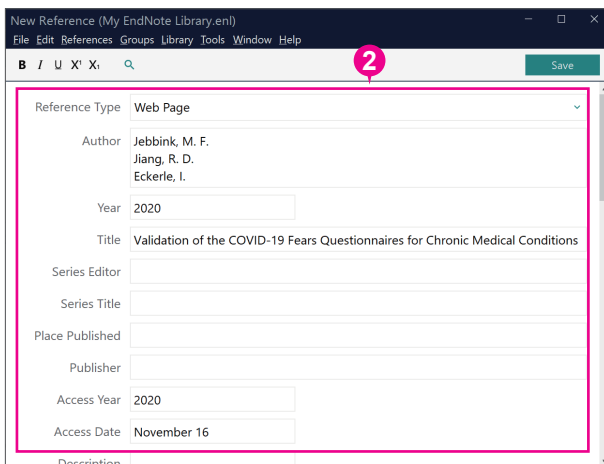 New Reference (My EndNote Library.enl)
File Edit References Groups Library Tools Window Help
B I U X¹ X₁ Save
2
Reference Type Web Page
Author Jebbink, M. F.
Jiang, R. D.
Eckerle, I.
Year 2020
Title Validation of the COVID-19 Fears Questionnaires for Chronic Medical Conditions
Series Editor
Series Title
Place Published
Publisher
Access Year 2020
Access Date November 16
Description